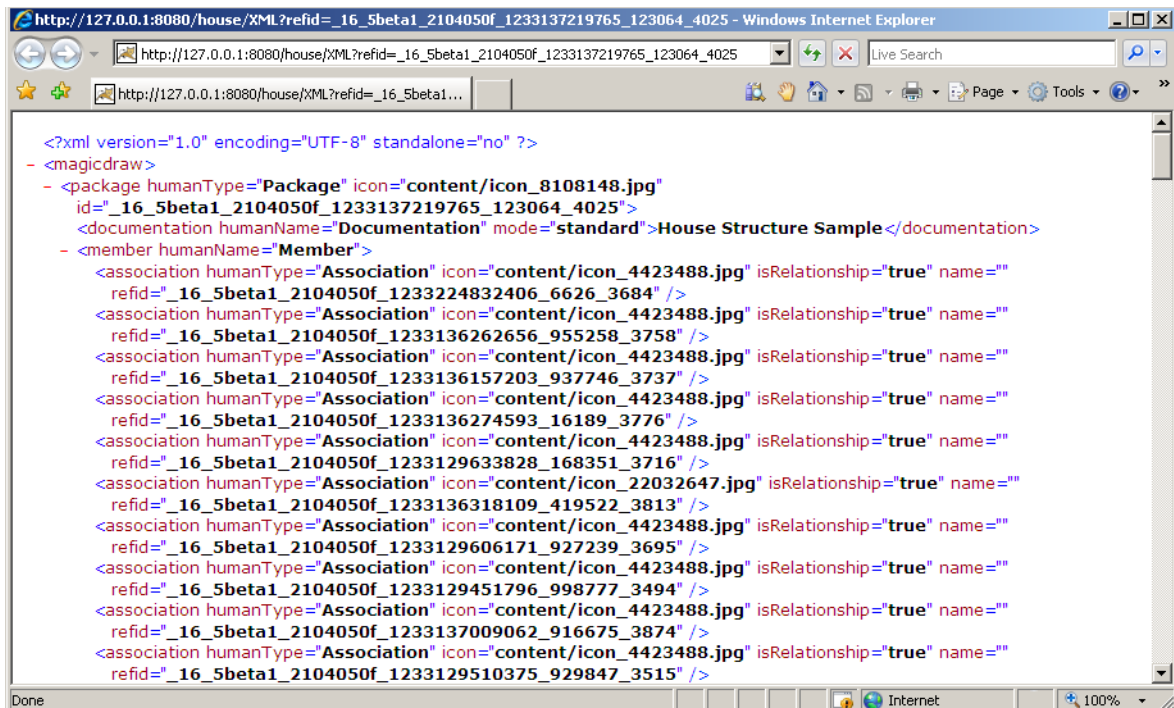 http://127.0.0.1:8080/house/XML?refid=_16_5beta1_2104050f_1233137219765_123064_4025 - Windows Internet Explorer
http://127.0.0.1:8080/house/XML?refid=_16_5beta1_2104050f_1233137219765_123064_4025 Live Search
http://127.0.0.1:8080/house/XML?refid=_16_5beta1... Page Tools »
<?xml version="1.0" encoding="UTF-8" standalone="no" ?>
- <magicdraw>
- <package humanType="Package" icon="content/icon_8108148.jpg"
id="_16_5beta1_2104050f_1233137219765_123064_4025">
<documentation humanName="Documentation" mode="standard">House Structure Sample</documentation>
- <member humanName="Member">
<association humanType="Association" icon="content/icon_4423488.jpg" isRelationship="true" name=""
refid="_16_5beta1_2104050f_1233224832406_6626_3684" />
<association humanType="Association" icon="content/icon_4423488.jpg" isRelationship="true" name=""
refid="_16_5beta1_2104050f_1233136262656_955258_3758" />
<association humanType="Association" icon="content/icon_4423488.jpg" isRelationship="true" name=""
refid="_16_5beta1_2104050f_1233136157203_937746_3737" />
<association humanType="Association" icon="content/icon_4423488.jpg" isRelationship="true" name=""
refid="_16_5beta1_2104050f_1233136274593_16189_3776" />
<association humanType="Association" icon="content/icon_4423488.jpg" isRelationship="true" name=""
refid="_16_5beta1_2104050f_1233129633828_168351_3716" />
<association humanType="Association" icon="content/icon_22032647.jpg" isRelationship="true" name=""
refid="_16_5beta1_2104050f_1233136318109_419522_3813" />
<association humanType="Association" icon="content/icon_4423488.jpg" isRelationship="true" name=""
refid="_16_5beta1_2104050f_1233129606171_927239_3695" />
<association humanType="Association" icon="content/icon_4423488.jpg" isRelationship="true" name=""
refid="_16_5beta1_2104050f_1233129451796_998777_3494" />
<association humanType="Association" icon="content/icon_4423488.jpg" isRelationship="true" name=""
refid="_16_5beta1_2104050f_1233137009062_916675_3874" />
<association humanType="Association" icon="content/icon_4423488.jpg" isRelationship="true" name=""
refid="_16_5beta1_2104050f_1233129510375_929847_3515" />
Done Internet 100%